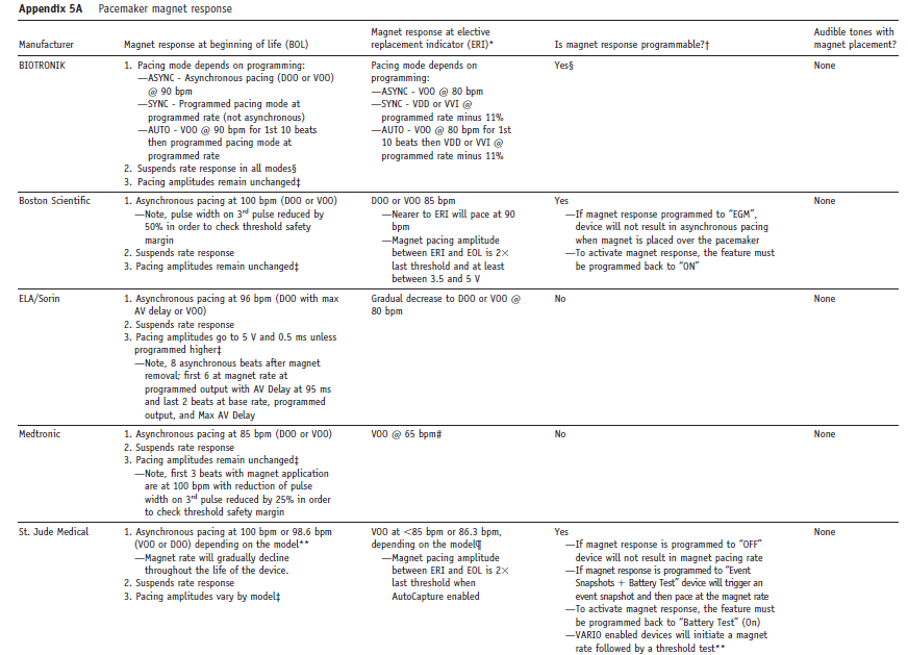 Appendix 5A Pacemaker magnet response
Manufacturer
Magnet response at beginning of life (BOL)
Magnet response at elective
replacement indicator (ERI)*
Is magnet response programmable?†
Audible tones with
magnet placement?
BIOTRONIK
1. Pacing mode depends on programming:
—ASYNC - Asynchronous pacing (DOO or VOO)
@ 90 bpm
—SYNC - Programmed pacing mode at
programmed rate (not asynchronous)
—AUTO - VOO @ 90 bpm for 1st 10 beats
then programmed pacing mode at
programmed rate
2. Suspends rate response in all modes§
3. Pacing amplitudes remain unchanged‡
Pacing mode depends on
programming:
—ASYNC - VOO @ 80 bpm
—SYNC - VDD or VVI @
programmed rate minus 11%
—AUTO - VOO @ 80 bpm for 1st
10 beats then VDD or VVI @
programmed rate minus 11%
Yes§
None
Boston Scientific
1. Asynchronous pacing at 100 bpm (DOO or VOO)
—Note, pulse width on 3rd pulse reduced by
50% in order to check threshold safety
margin
2. Suspends rate response
3. Pacing amplitudes remain unchanged‡
DOO or VOO 85 bpm
—Nearer to ERI will pace at 90
bpm
—Magnet pacing amplitude
between ERI and EOL is 2×
last threshold and at least
between 3.5 and 5 V
Yes
—If magnet response programmed to “EGM”,
device will not result in asynchronous pacing
when magnet is placed over the pacemaker
—To activate magnet response, the feature must
be programmed back to “ON”
None
ELA/Sorin
1. Asynchronous pacing at 96 bpm (DOO with max
AV delay or VOO)
2. Suspends rate response
3. Pacing amplitudes go to 5 V and 0.5 ms unless
programmed higher‡
—Note, 8 asynchronous beats after magnet
removal; first 6 at magnet rate at
programmed output with AV Delay at 95 ms
and last 2 beats at base rate, programmed
output, and Max AV Delay
Gradual decrease to DOO or VOO @
80 bpm
No
None
Medtronic
1. Asynchronous pacing at 85 bpm (DOO or VOO)
2. Suspends rate response
3. Pacing amplitudes remain unchanged‡
—Note, first 3 beats with magnet application
are at 100 bpm with reduction of pulse
width on 3rd pulse reduced by 25% in order
to check threshold safety margin
VOO @ 65 bpm#
No
None
St. Jude Medical
1. Asynchronous pacing at 100 bpm or 98.6 bpm
(VOO or DOO) depending on the model**
—Magnet rate will gradually decline
throughout the life of the device.
2. Suspends rate response
3. Pacing amplitudes vary by model‡
VOO at <85 bpm or 86.3 bpm,
depending on the model¶
—Magnet pacing amplitude
between ERI and EOL is 2×
last threshold when
AutoCapture enabled
Yes
—If magnet response is programmed to “OFF”
device will not result in magnet pacing rate
—If magnet response is programmed to “Event
Snapshots + Battery Test” device will trigger an
event snapshot and then pace at the magnet rate
—To activate magnet response, the feature must
be programmed back to “Battery Test” (On)
—VARIO enabled devices will initiate a magnet
rate followed by a threshold test**
None